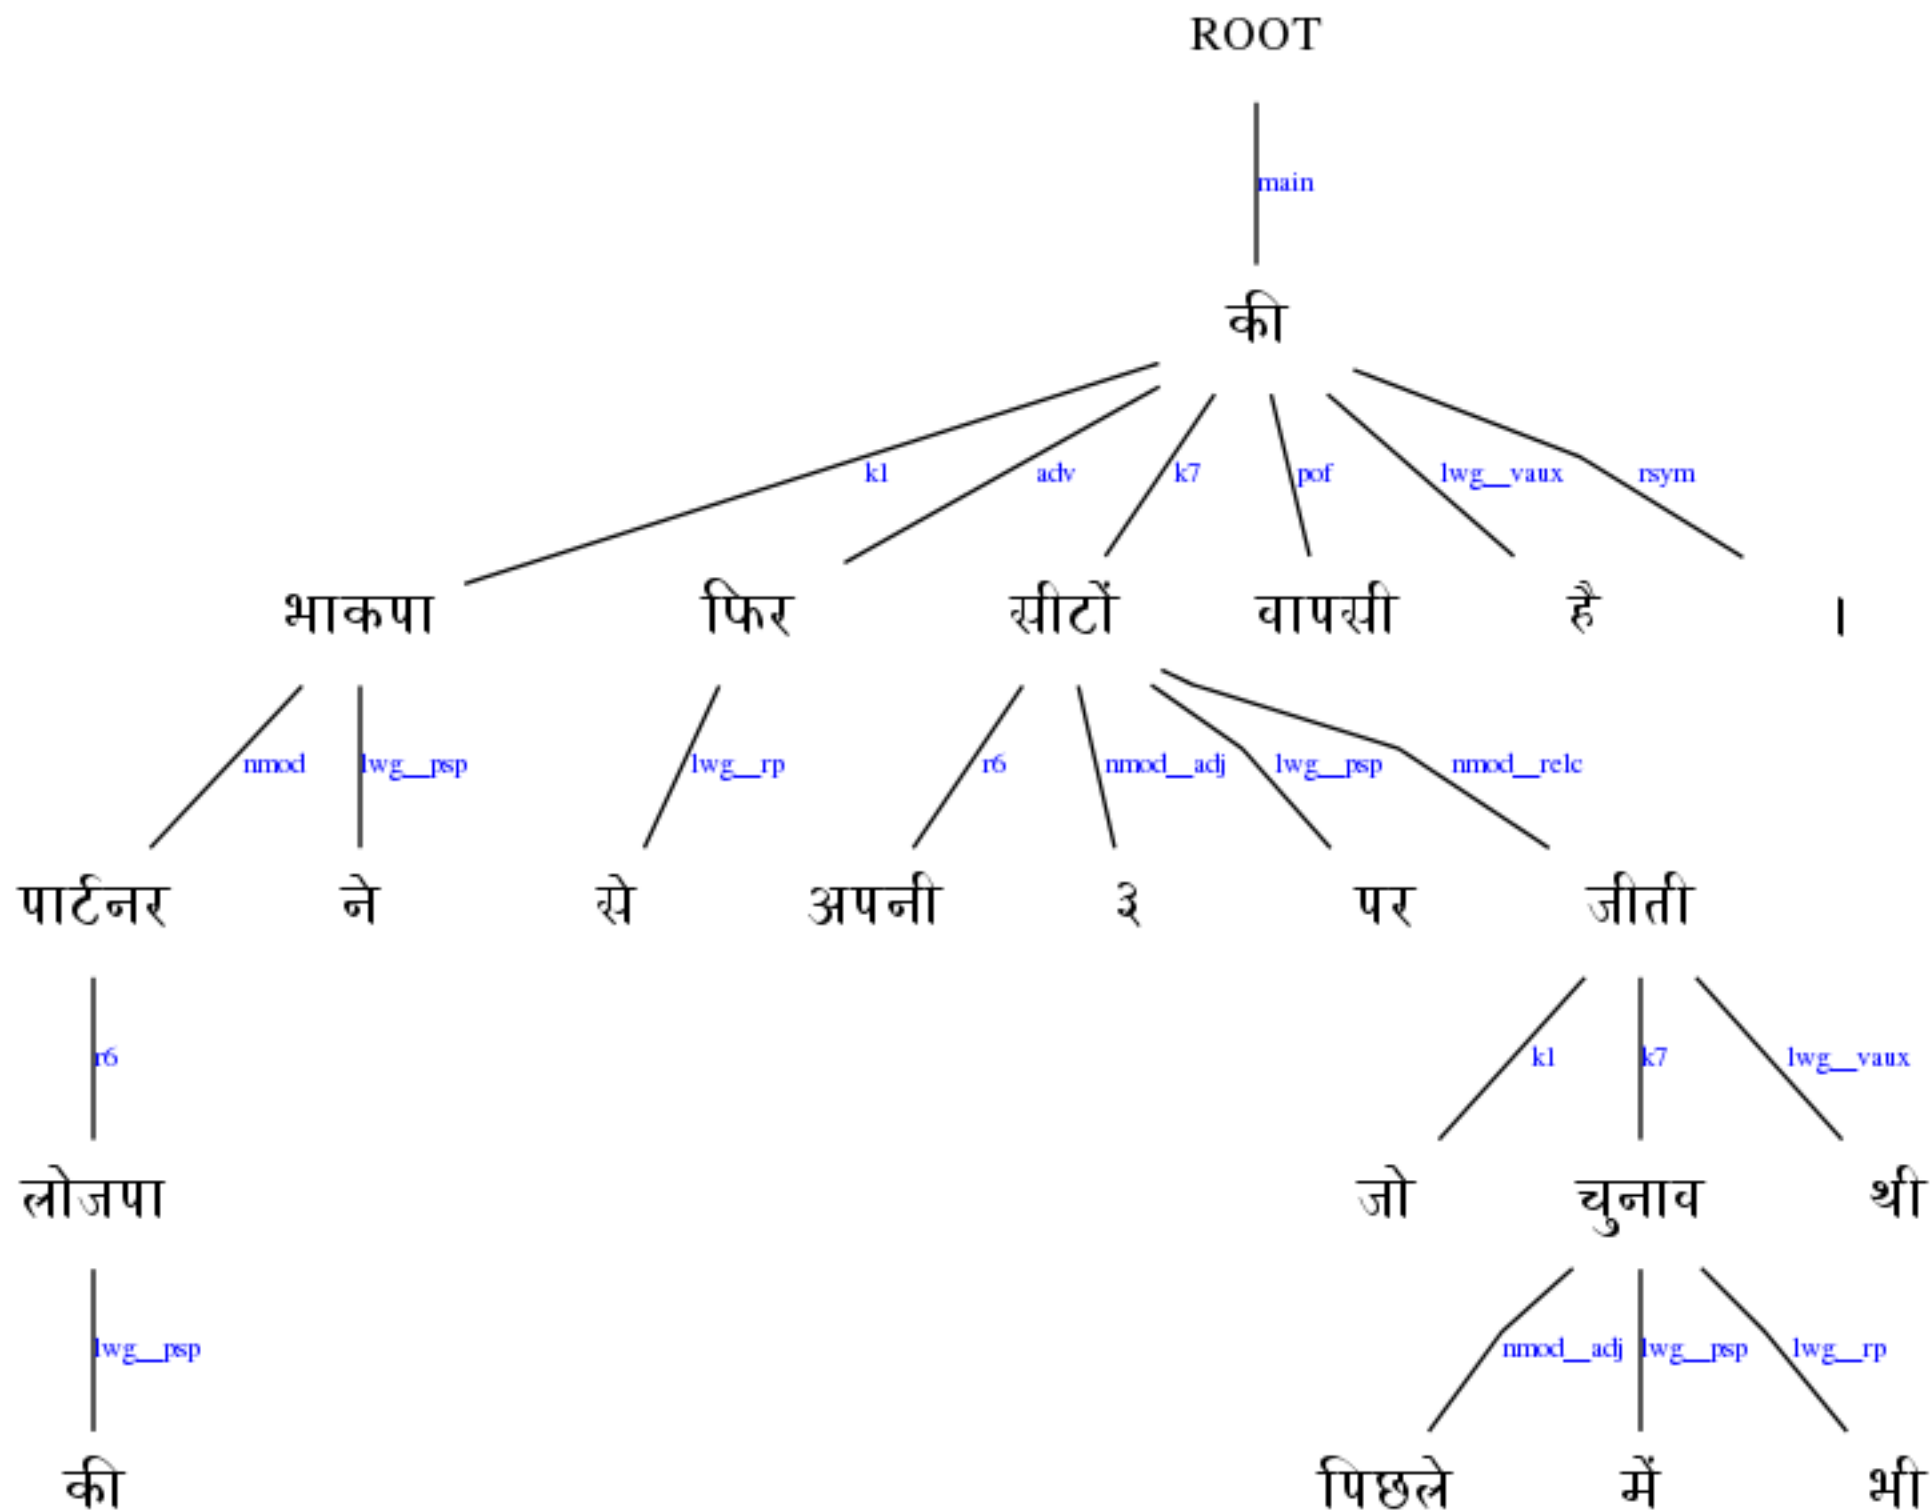 ROOT
main
की
k1 adv k7 pof lwg__vaux rsym
भाकपा फिर सीटों वापसी है ।
nmod lwg__psp lwg__rp r6 nmod__adj lwg__psp nmod__relc
पार्टनर ने से अपनी ३ पर जीती
r6 k1 k7 lwg__vaux
लोजपा जो चुनाव थी
lwg__psp nmod__adj lwg__psp lwg__rp
की पिछले में भी